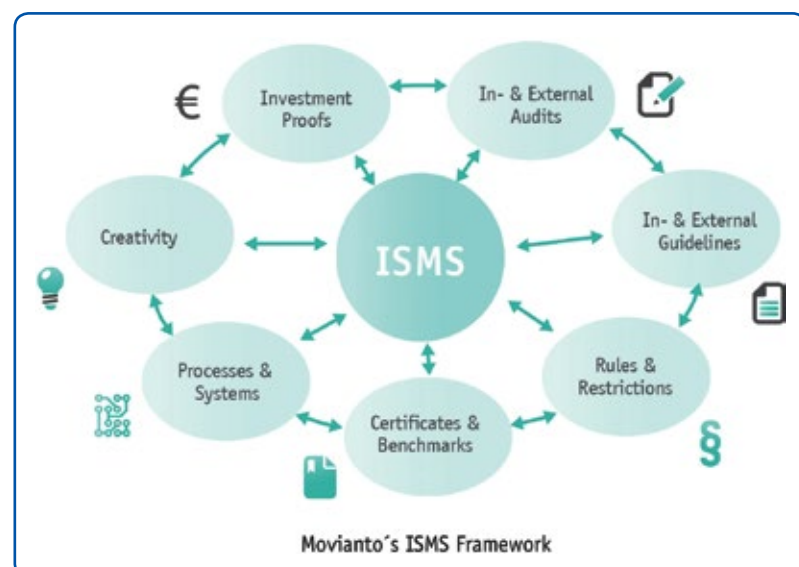 €
Investment
Proofs
In- & External
Audits
In- & External
Guidelines
Creativity
ISMS
Processes &
Systems
Rules &
Restrictions
Certificates &
Benchmarks
§
Movianto´s ISMS Framework